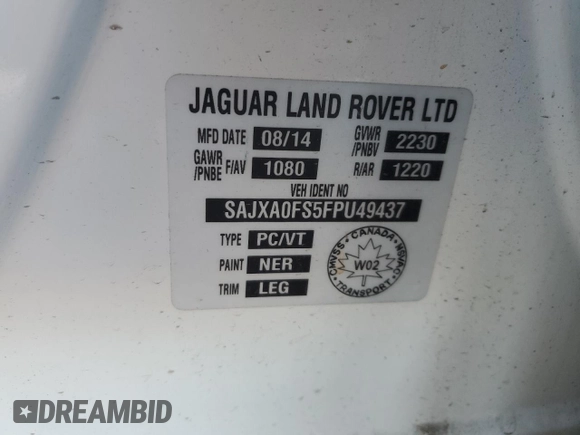 JAGUAR LAND ROVER LTD
MFD DATE 08/14 GVWR /PNBV 2230
GAWR /PNBE F/AV 1080 R/AR 1220
VEH IDENT NO
SAJXA0FS5FPU49437
TYPE PC/VT
PAINT NER
TRIM LEG
CMVSS CANADA NSVAC
W02
TRANSPORT
DREAMBID